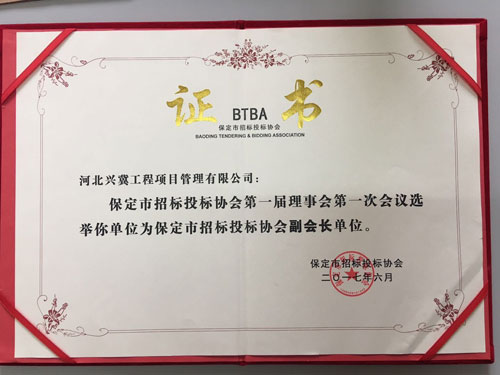 证 BTBA 书
保定市招标投标协会
BAODING TENDERING & BIDDING ASSOCIATION
河北兴冀工程项目管理有限公司：
保定市招标投标协会第一届理事会第一次会议选
举你单位为保定市招标投标协会副会长单位。
保定市招标投标协会
二〇一七年六月